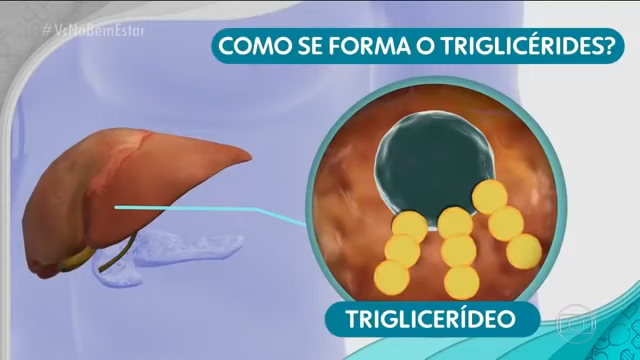 #VcNoBemEstar
COMO SE FORMA O TRIGLICÉRIDES?
TRIGLICERÍDEO